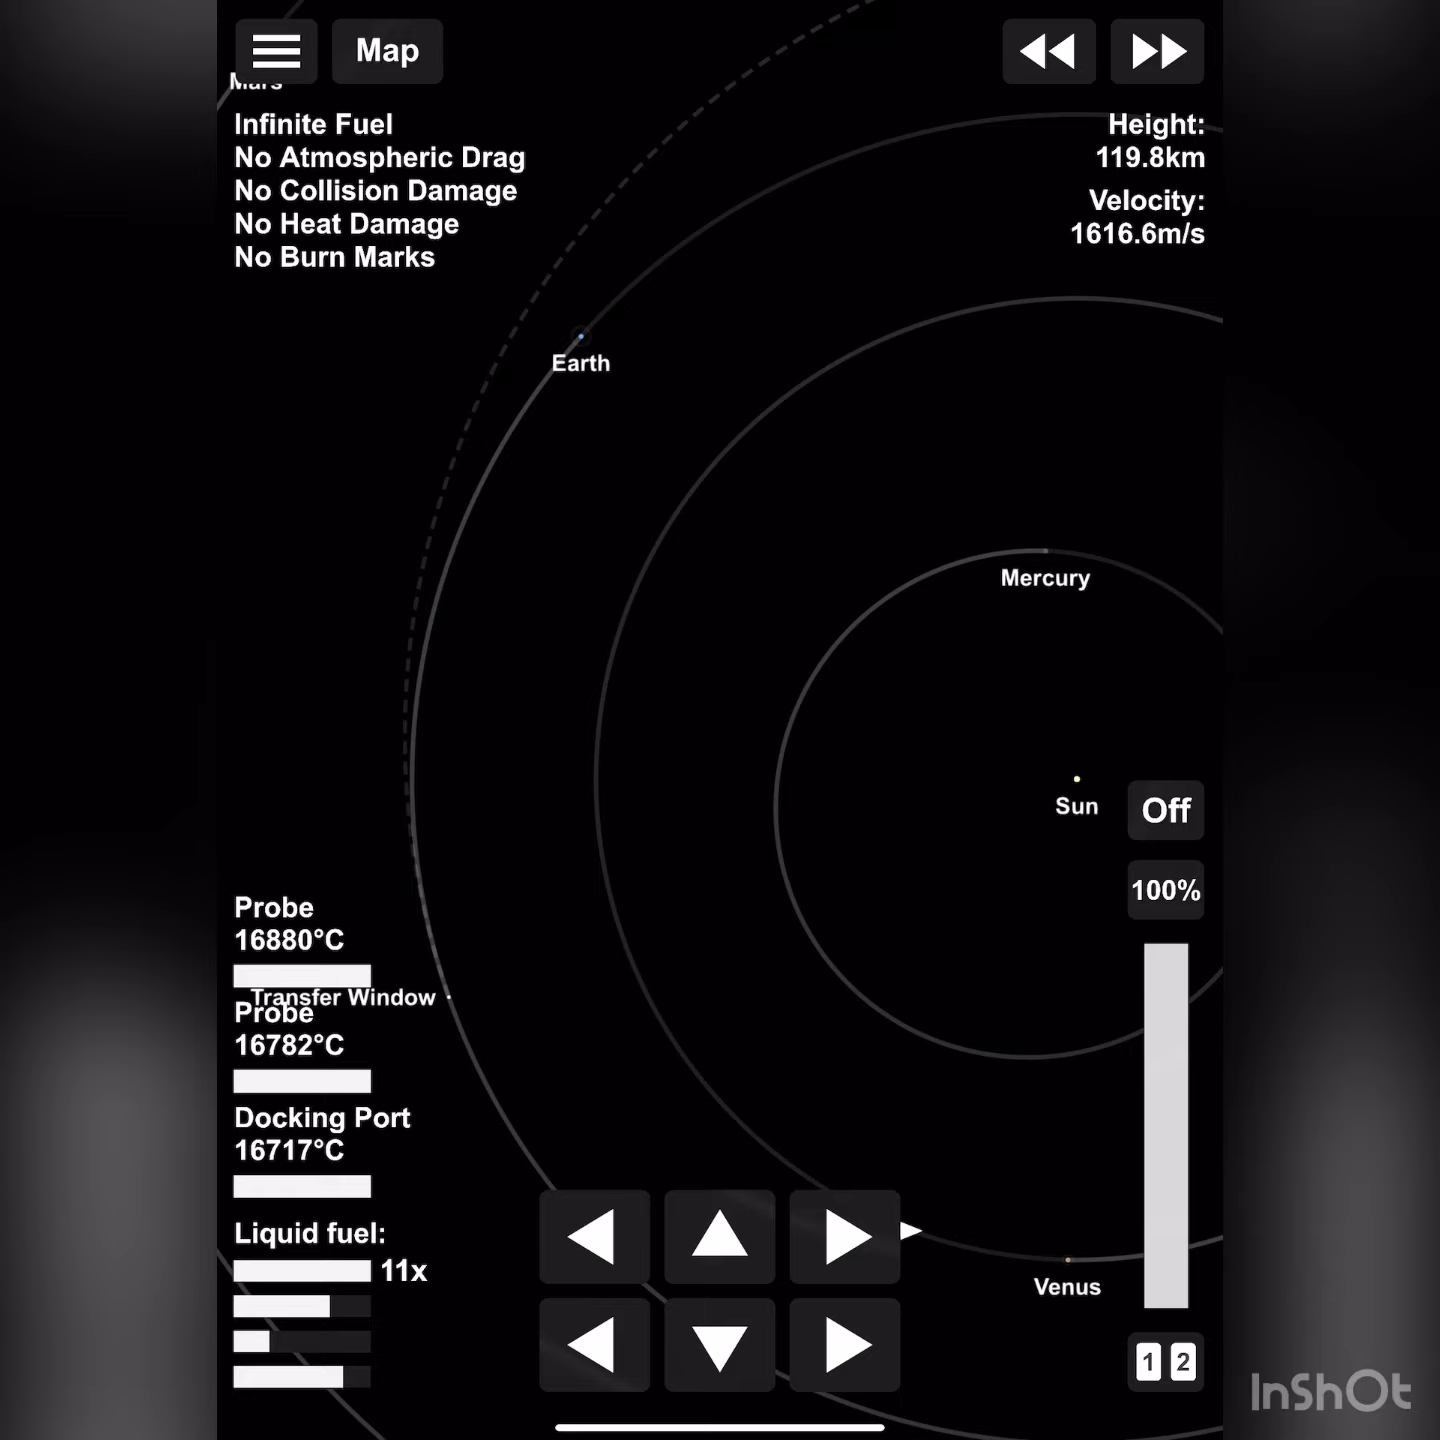 Map
Mars
Infinite Fuel
No Atmospheric Drag
No Collision Damage
No Heat Damage
No Burn Marks
Height:
119.8km
Velocity:
1616.6m/s
Earth
Mercury
Sun
Off
100%
Probe
16880°C
Transfer Window
Probe
16782°C
Docking Port
16717°C
Liquid fuel:
11x
Venus
1 2
InShOt